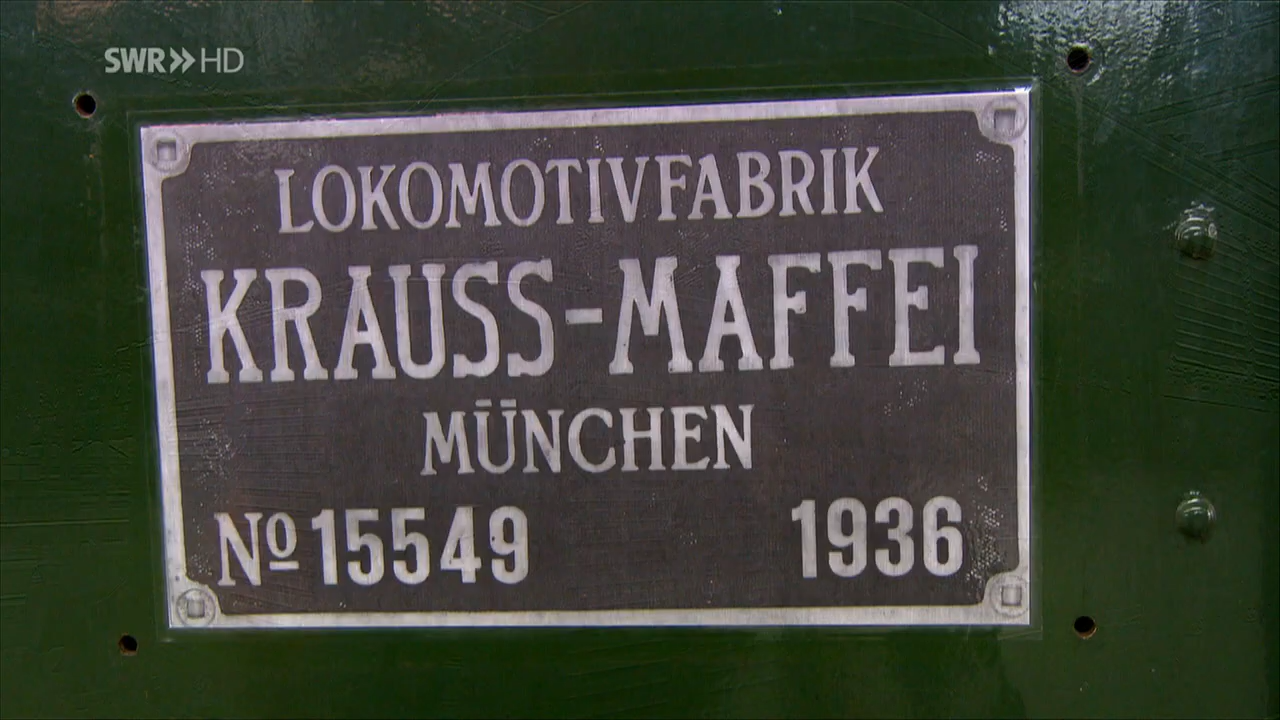 SWR>> HD
LOKOMOTIVFABRIK
KRAUSS-MAFFEI
MÜNCHEN
Nº 15549 1936